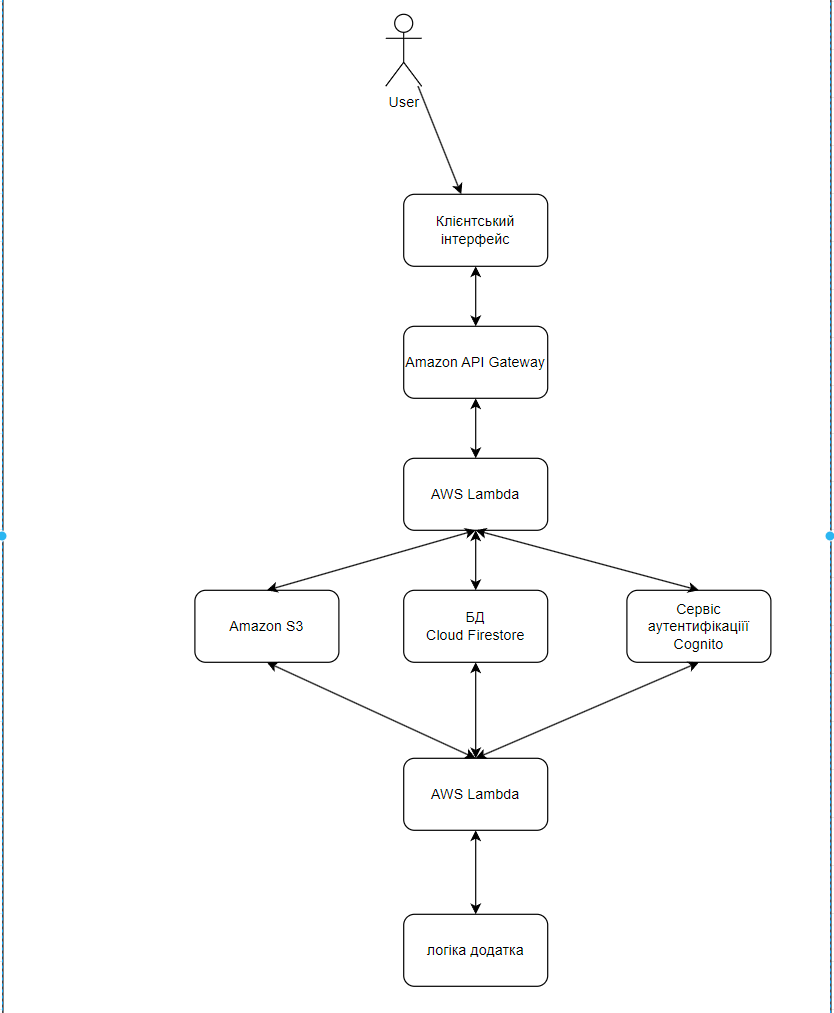 User
Клієнтський
інтерфейс
Amazon API Gateway
AWS Lambda
Amazon S3
БД
Cloud Firestore
Сервіс
аутентифікаціїї
Cognito
AWS Lambda
логіка додатка